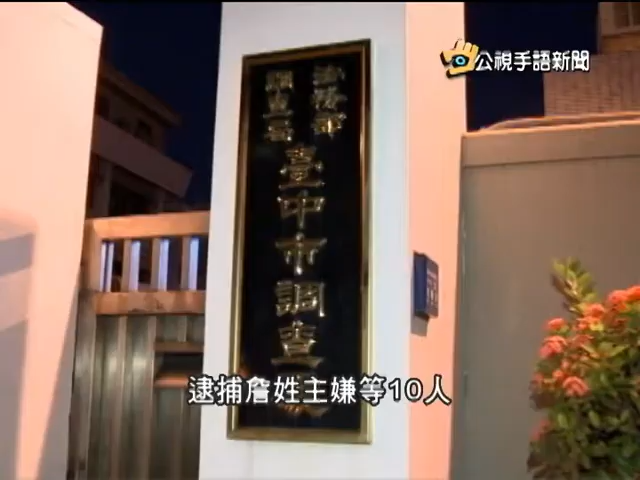 公視手語新聞
法務部
調查局
臺中市調查處
逮捕詹姓主嫌等10人